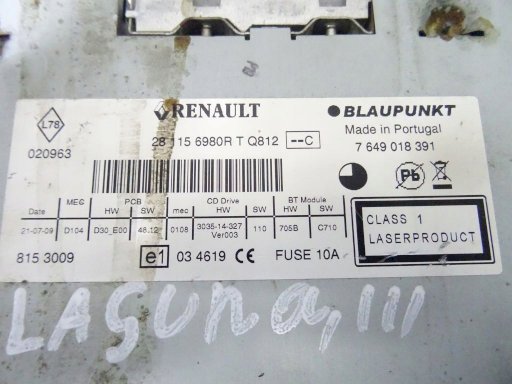 L78
RENAULT
BLAUPUNKT
28 115 6980R T Q812 --C
Made in Portugal
020963
7 649 018 391
Pb
MEC PCB CD Drive BT Module
Date HW SW mec HW SW HW SW
21-07-09 D104 D30_E00 48.12 0108 3035-14-327 Ver003 110 705B C710
CLASS 1
LASERPRODUCT
815 3009 e1 03 4619 CE FUSE 10A
LAGUNA, III